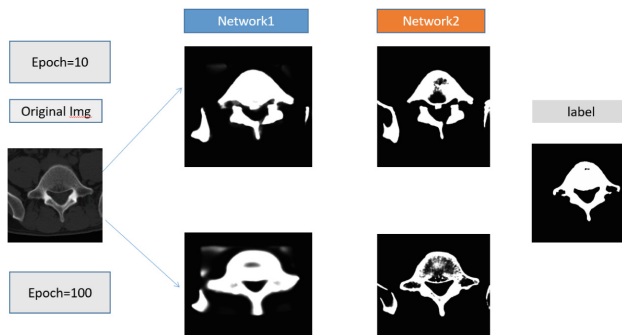 Network1
Network2
Epoch=10
Original Img
label
Epoch=100